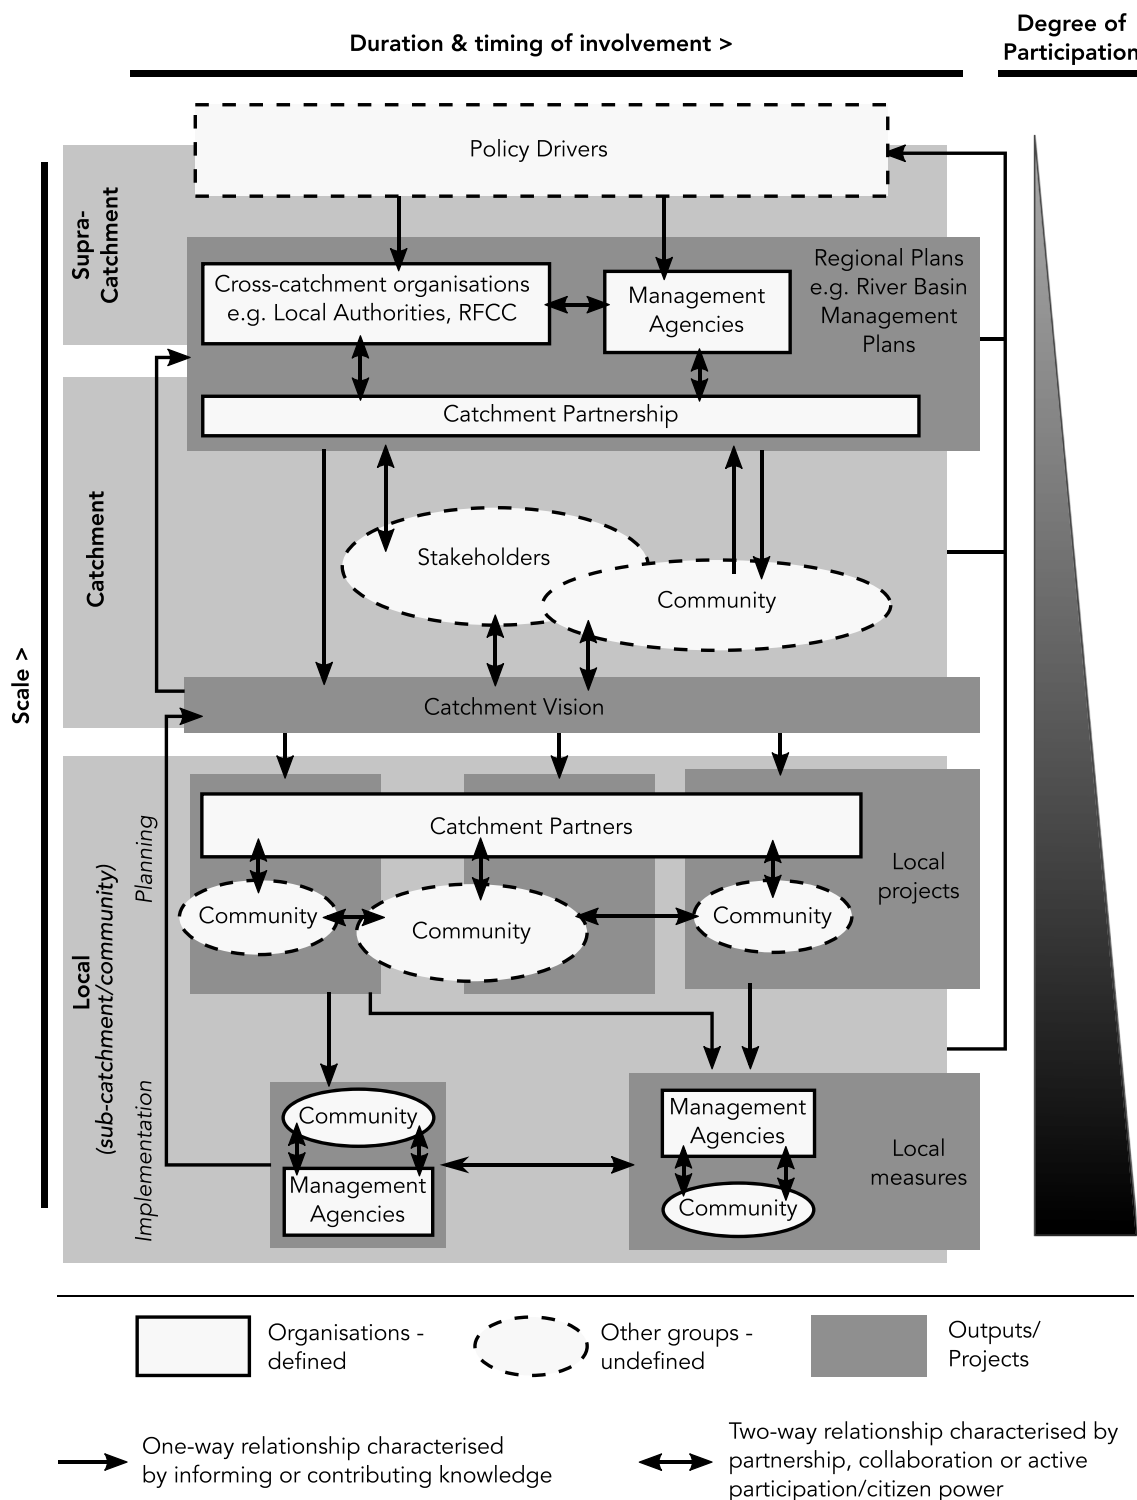 Duration & timing of involvement >
Degree of
Participation
Policy Drivers
Supra-
Catchment
Cross-catchment organisations
e.g. Local Authorities, RFCC
Management
Agencies
Regional Plans
e.g. River Basin
Management
Plans
Catchment Partnership
Catchment
Stakeholders
Community
Scale >
Catchment Vision
Catchment Partners
Local
projects
Community
Community
Community
Local
(sub-catchment/community)
Planning
Implementation
Community
Management
Agencies
Management
Agencies
Community
Local
measures
Organisations -
defined
Other groups -
undefined
Outputs/
Projects
One-way relationship characterised
by informing or contributing knowledge
Two-way relationship characterised by
partnership, collaboration or active
participation/citizen power